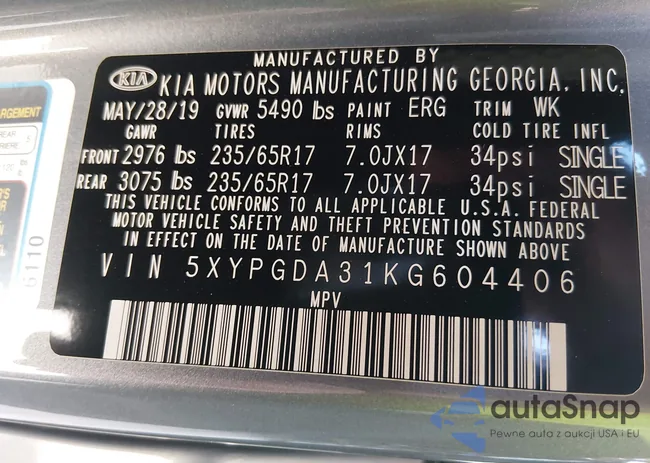 MANUFACTURED BY
KIA KIA MOTORS MANUFACTURING GEORGIA, INC.
MAY/28/19 GVWR 5490 lbs PAINT ERG TRIM WK
GAWR TIRES RIMS COLD TIRE INFL
FRONT 2976 lbs 235/65R17 7.0JX17 34psi SINGLE
REAR 3075 lbs 235/65R17 7.0JX17 34psi SINGLE
THIS VEHICLE CONFORMS TO ALL APPLICABLE U.S.A. FEDERAL
MOTOR VEHICLE SAFETY AND THEFT PREVENTION STANDARDS
IN EFFECT ON THE DATE OF MANUFACTURE SHOWN ABOVE
VIN 5XYPGDA31KG604406
MPV
G110
autaSnap
Pewne auta z aukcji USA i EU